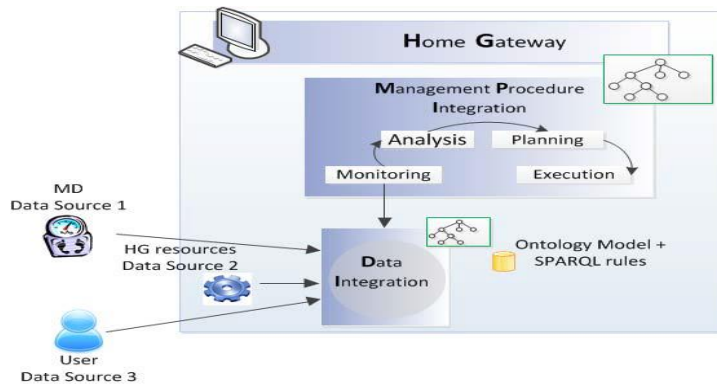 Home Gateway
Management Procedure
Integration
Analysis
Planning
Monitoring
Execution
MD
Data Source 1
HG resources
Data Source 2
Data
Integration
Ontology Model +
SPARQL rules
User
Data Source 3